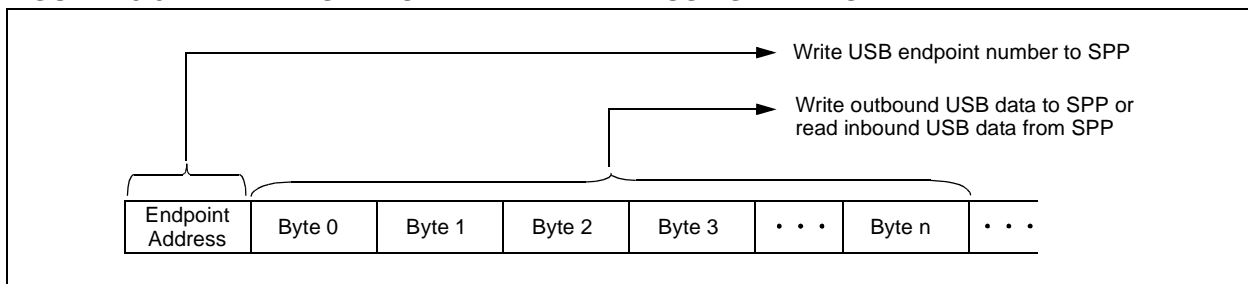 Write USB endpoint number to SPP
Write outbound USB data to SPP or
read inbound USB data from SPP
Endpoint
Address
Byte 0
Byte 1
Byte 2
Byte 3
· · ·
Byte n
· · ·